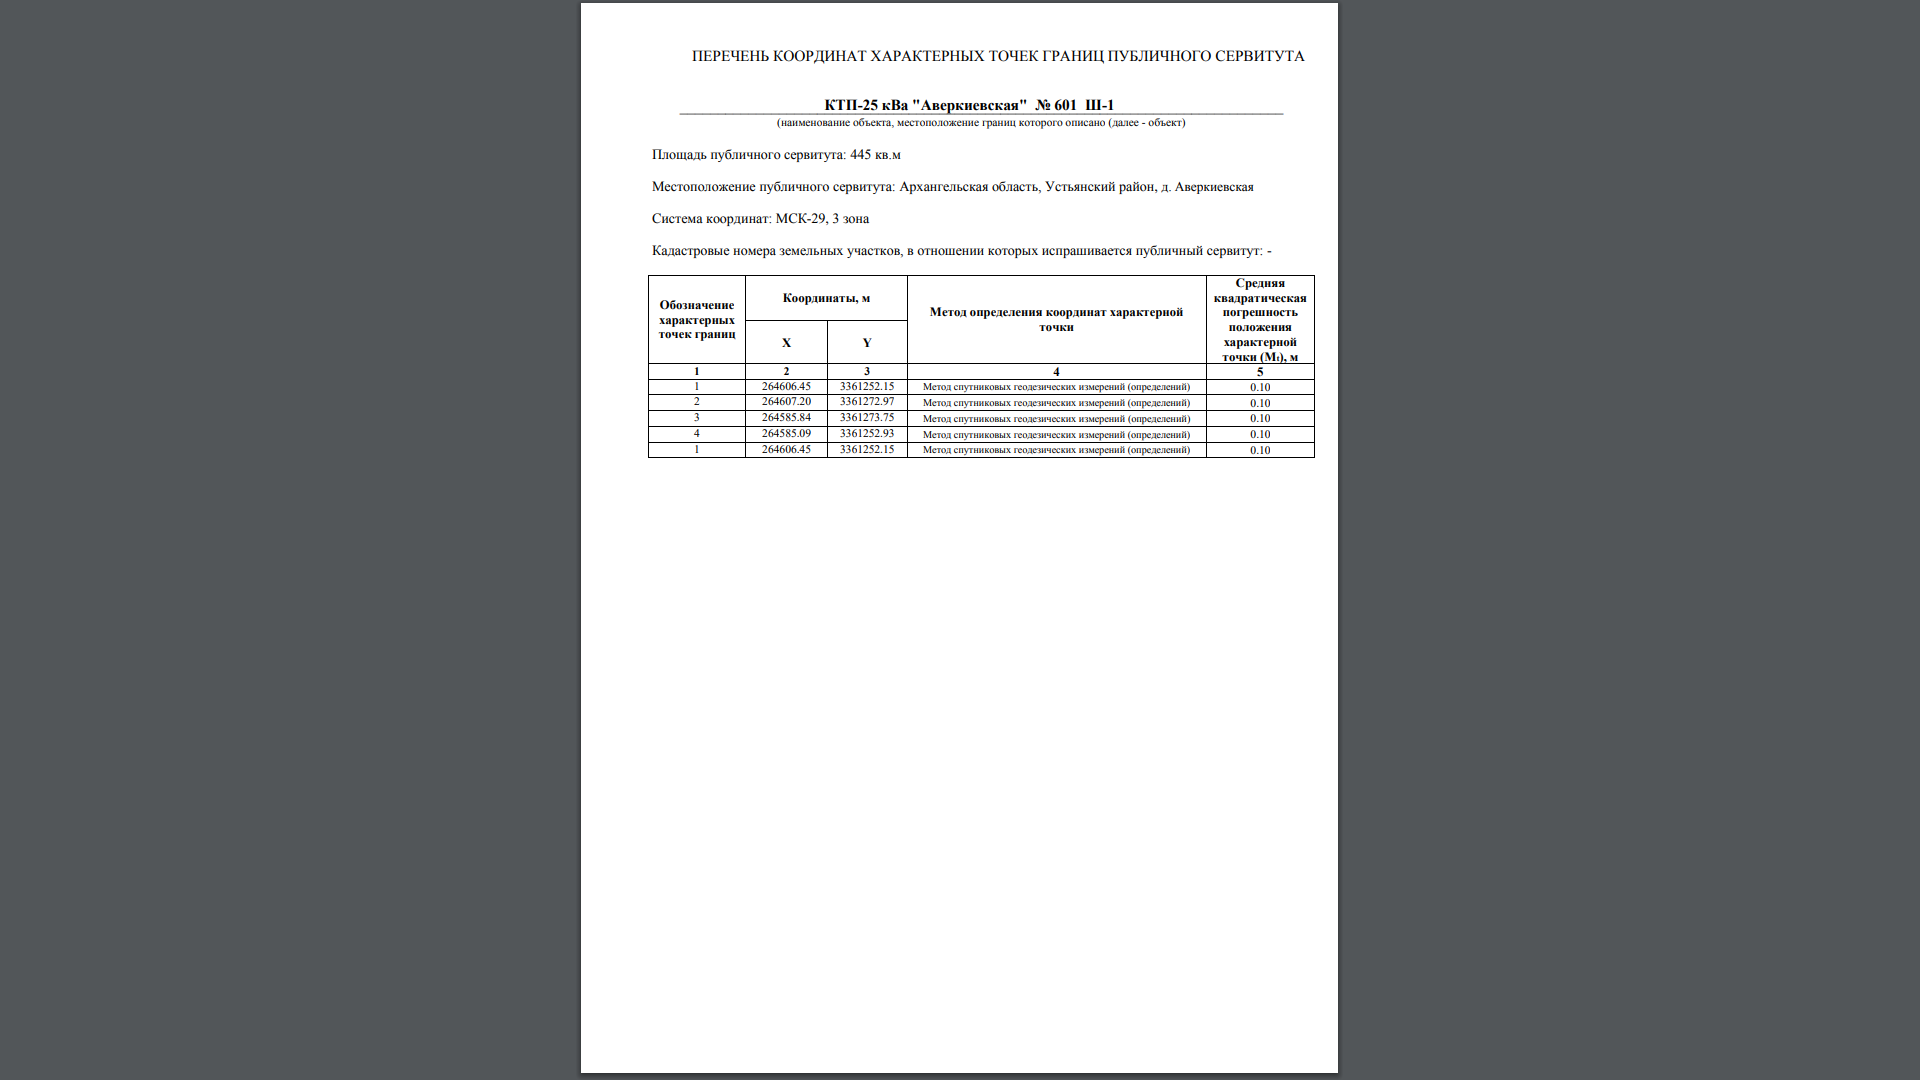 ПЕРЕЧЕНЬ КООРДИНАТ ХАРАКТЕРНЫХ ТОЧЕК ГРАНИЦ ПУБЛИЧНОГО СЕРВИТУТА
КТП-25 кВа "Аверкиевская" № 601 Ш-1
(наименование объекта, местоположение границ которого описано (далее - объект)
Площадь публичного сервитута: 445 кв.м
Местоположение публичного сервитута: Архангельская область, Устьянский район, д. Аверкиевская
Система координат: МСК-29, 3 зона
Кадастровые номера земельных участков, в отношении которых испрашивается публичный сервитут: -
Обозначение
характерных
точек границ
Координаты, м
X
Y
Метод определения координат характерной
точки
Средняя
квадратическая
погрешность
положения
характерной
точки (Mt), м
1 2 3 4 5
1 264606.45 3361252.15 Метод спутниковых геодезических измерений (определений) 0.10
2 264607.20 3361272.97 Метод спутниковых геодезических измерений (определений) 0.10
3 264585.84 3361273.75 Метод спутниковых геодезических измерений (определений) 0.10
4 264585.09 3361252.93 Метод спутниковых геодезических измерений (определений) 0.10
1 264606.45 3361252.15 Метод спутниковых геодезических измерений (определений) 0.10